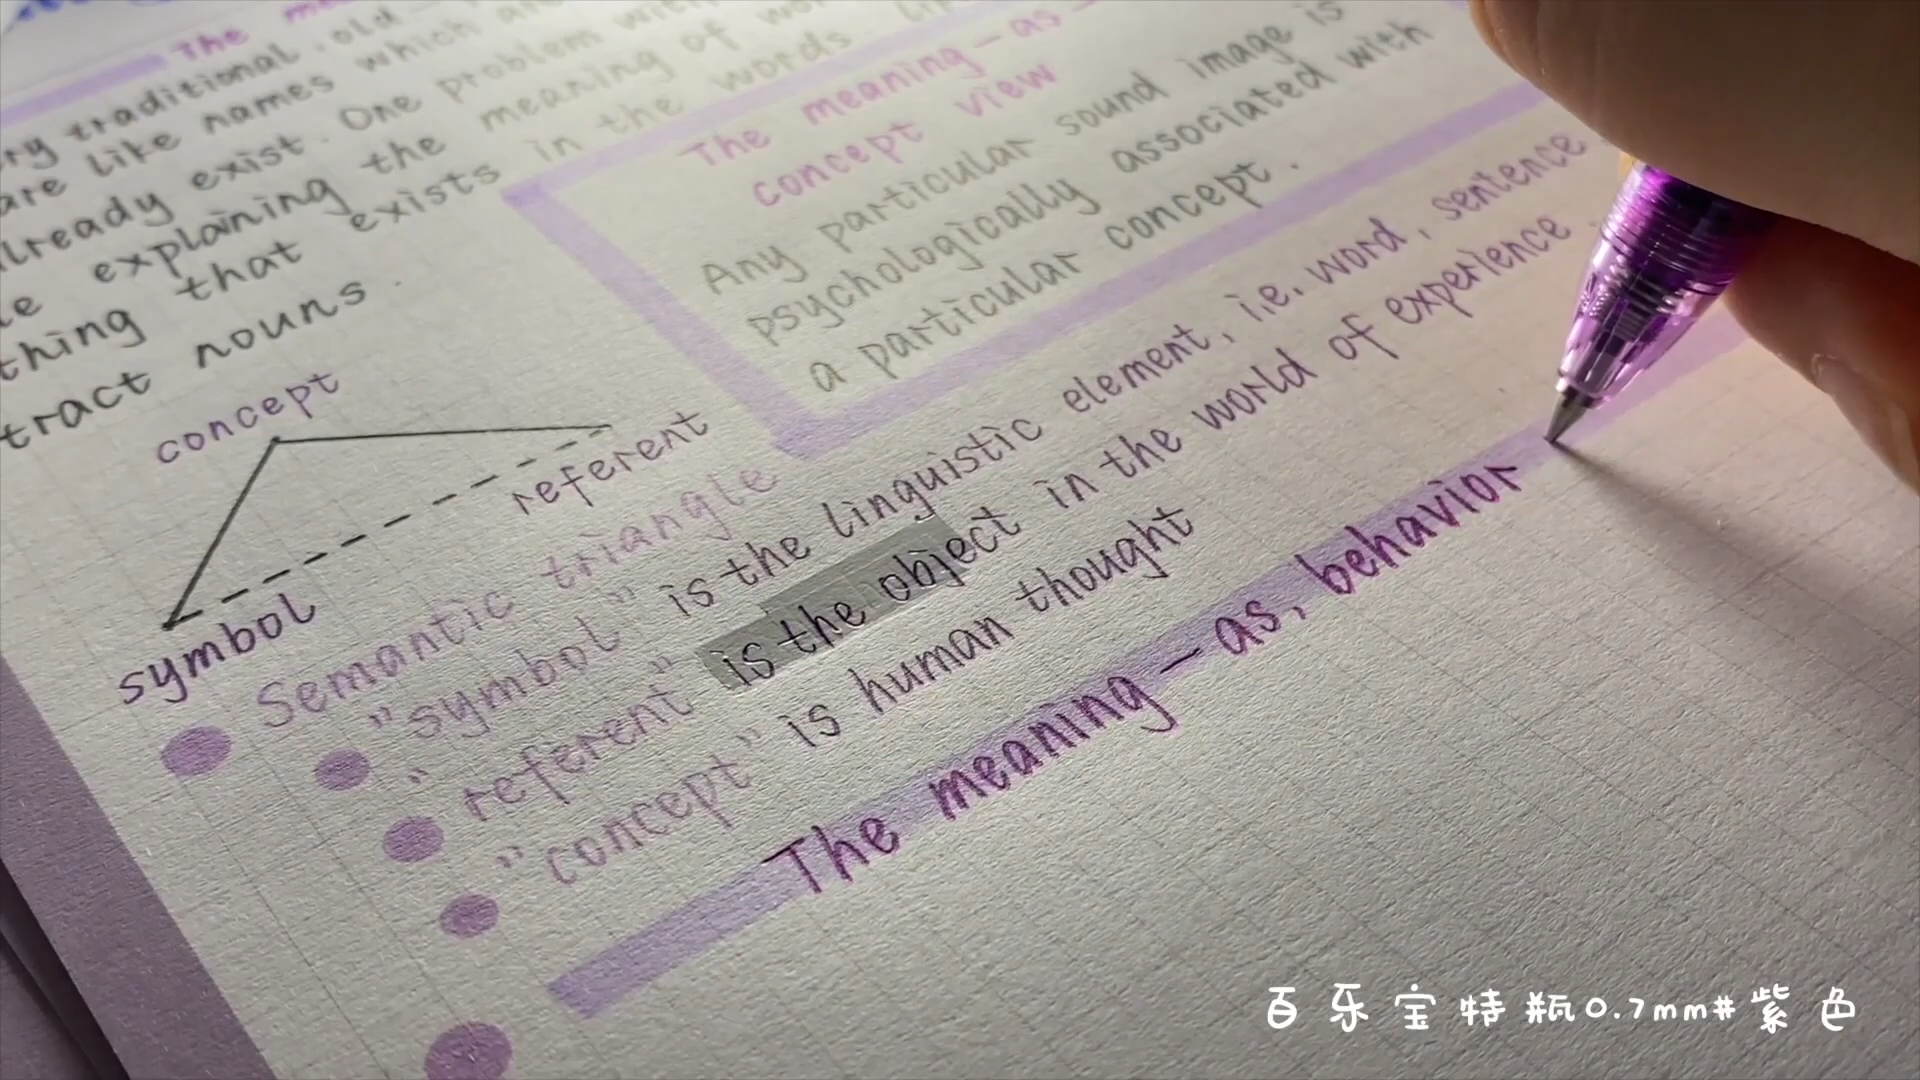 The
ry traditional, old
are like names which are
already exist. One problem with
e explaining the meaning of wor
thing that exists in the words
tract nouns.
The meaning-as-
concept view
Any particular sound image is
psychologically associated with
a particular concept.
concept
referent
symbol
Semantic triangle
"symbol" is the linguistic element, i.e. word, sentence
"referent" is the object in the world of experience.
"concept" is human thought
The meaning-as, behavior
百乐宝特瓶0.7mm#紫色